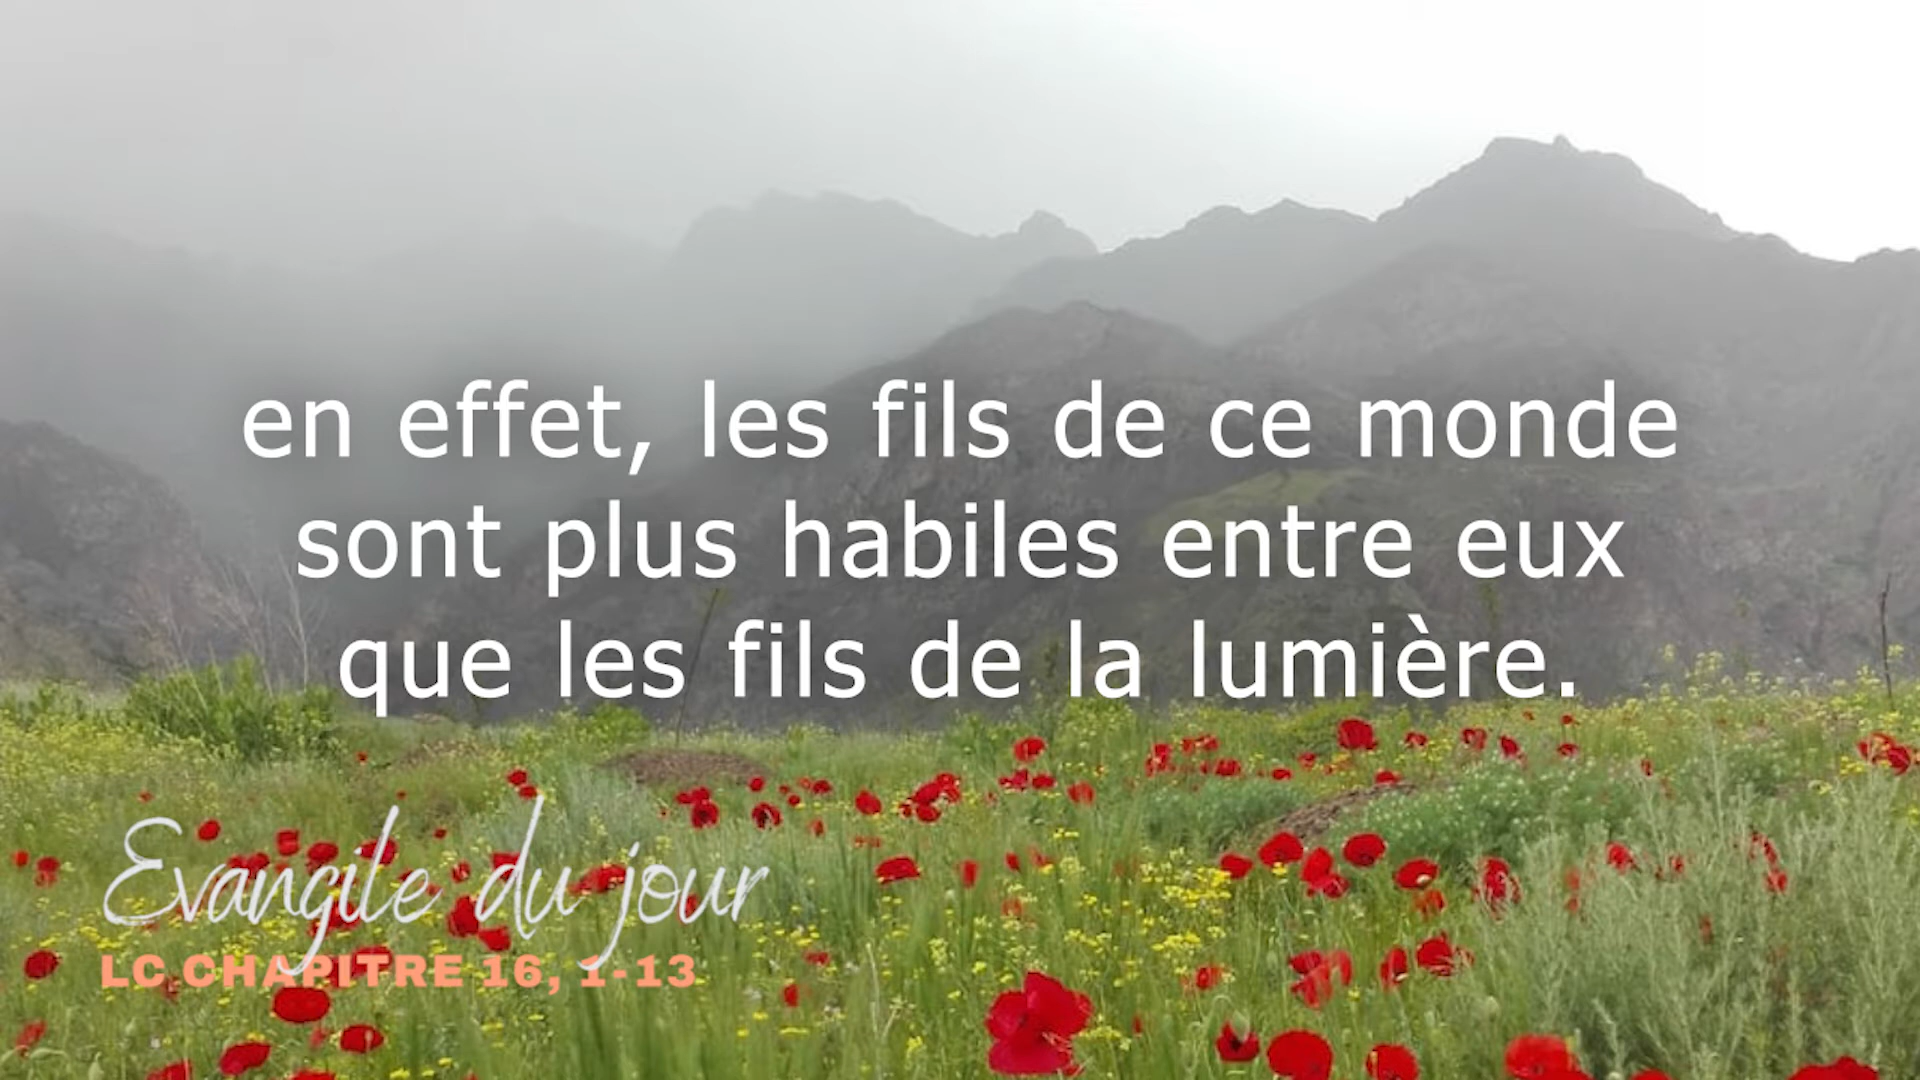 en effet, les fils de ce monde
sont plus habiles entre eux
que les fils de la lumière.
Evangile du jour
LC CHAPITRE 16, 1-13